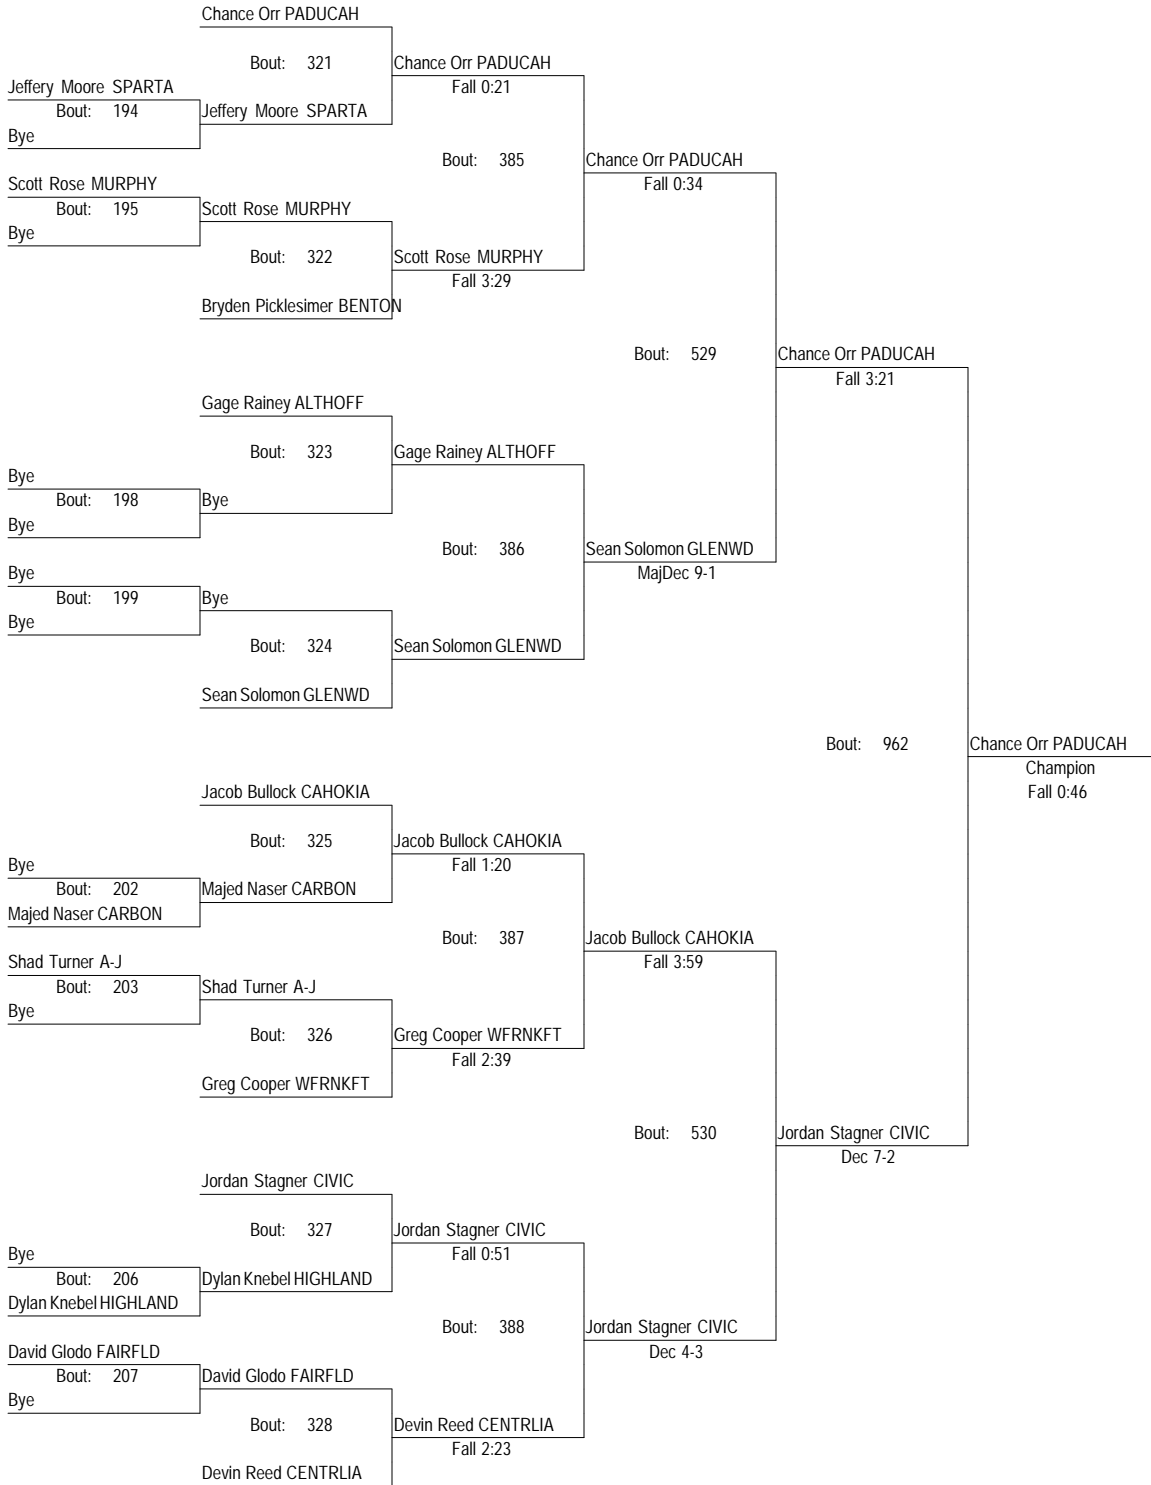 Chance Orr PADUCAH
Bout: 321
Chance Orr PADUCAH
Fall 0:21
Jeffery Moore SPARTA
Bout: 194
Jeffery Moore SPARTA
Bye
Bout: 385
Chance Orr PADUCAH
Fall 0:34
Scott Rose MURPHY
Bout: 195
Scott Rose MURPHY
Bye
Bout: 322
Scott Rose MURPHY
Fall 3:29
Bryden Picklesimer BENTON
Bout: 529
Chance Orr PADUCAH
Fall 3:21
Gage Rainey ALTHOFF
Bout: 323
Gage Rainey ALTHOFF
Bye
Bout: 198
Bye
Bye
Bout: 386
Sean Solomon GLENWD
MajDec 9-1
Bye
Bout: 199
Bye
Bye
Bout: 324
Sean Solomon GLENWD
Sean Solomon GLENWD
Bout: 962
Chance Orr PADUCAH
Champion
Fall 0:46
Jacob Bullock CAHOKIA
Bout: 325
Jacob Bullock CAHOKIA
Fall 1:20
Bye
Bout: 202
Majed Naser CARBON
Majed Naser CARBON
Bout: 387
Jacob Bullock CAHOKIA
Fall 3:59
Shad Turner A-J
Bout: 203
Shad Turner A-J
Bye
Bout: 326
Greg Cooper WFRNKFT
Fall 2:39
Greg Cooper WFRNKFT
Bout: 530
Jordan Stagner CIVIC
Dec 7-2
Jordan Stagner CIVIC
Bout: 327
Jordan Stagner CIVIC
Fall 0:51
Bye
Bout: 206
Dylan Knebel HIGHLAND
Dylan Knebel HIGHLAND
Bout: 388
Jordan Stagner CIVIC
Dec 4-3
David Glodo FAIRFLD
Bout: 207
David Glodo FAIRFLD
Bye
Bout: 328
Devin Reed CENTRLIA
Fall 2:23
Devin Reed CENTRLIA